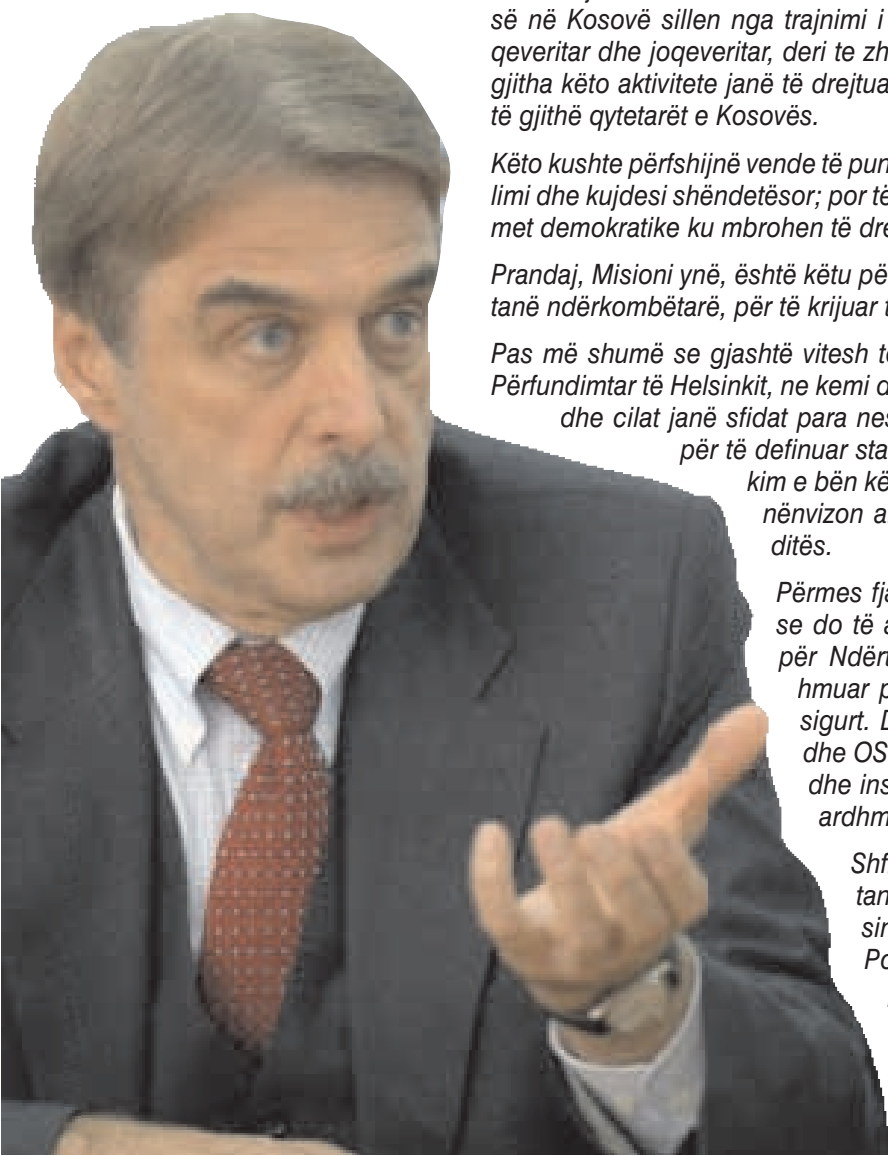 së në Kosovë sillen nga trajnimi i
qeveritar dhe joqeveritar, deri te zh
gjitha këto aktivitete janë të drejtua
të gjithë qytetarët e Kosovës.
Këto kushte përfshijnë vende të pun
limi dhe kujdesi shëndetësor; por të
met demokratike ku mbrohen të dre
Prandaj, Misioni ynë, është këtu pë
tanë ndërkombëtarë, për të krijuar t
Pas më shumë se gjashtë vitesh të
Përfundimtar të Helsinkit, ne kemi d
dhe cilat janë sfidat para nes
për të definuar sta
kim e bën kë
nënvizon a
ditës.
Përmes fja
se do të a
për Ndërt
hmuar p
sigurt. D
dhe OS
dhe ins
ardhm
Shf
tan
sin
Po